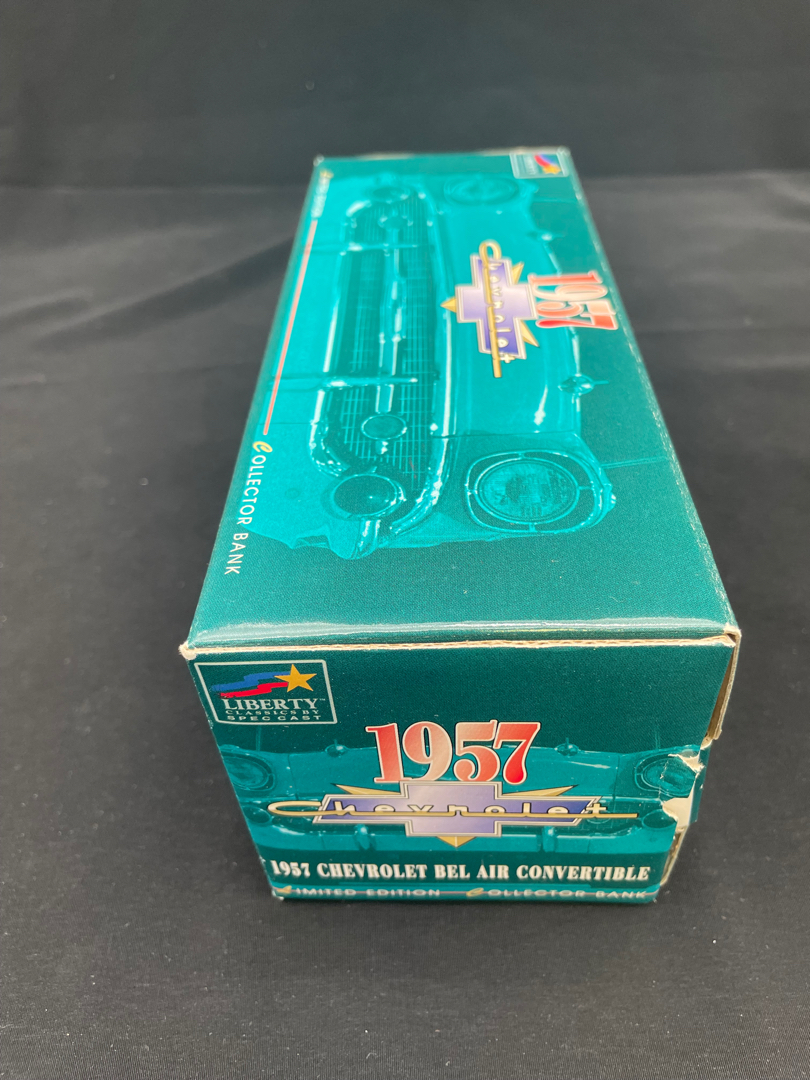 1957
Chevrolet
COLLECTOR BANK
LIBERTY™
CLASSICS BY
SPEC CAST
1957
Chevrolet
1957 CHEVROLET BEL AIR CONVERTIBLE
LIMITED EDITION COLLECTOR BANK